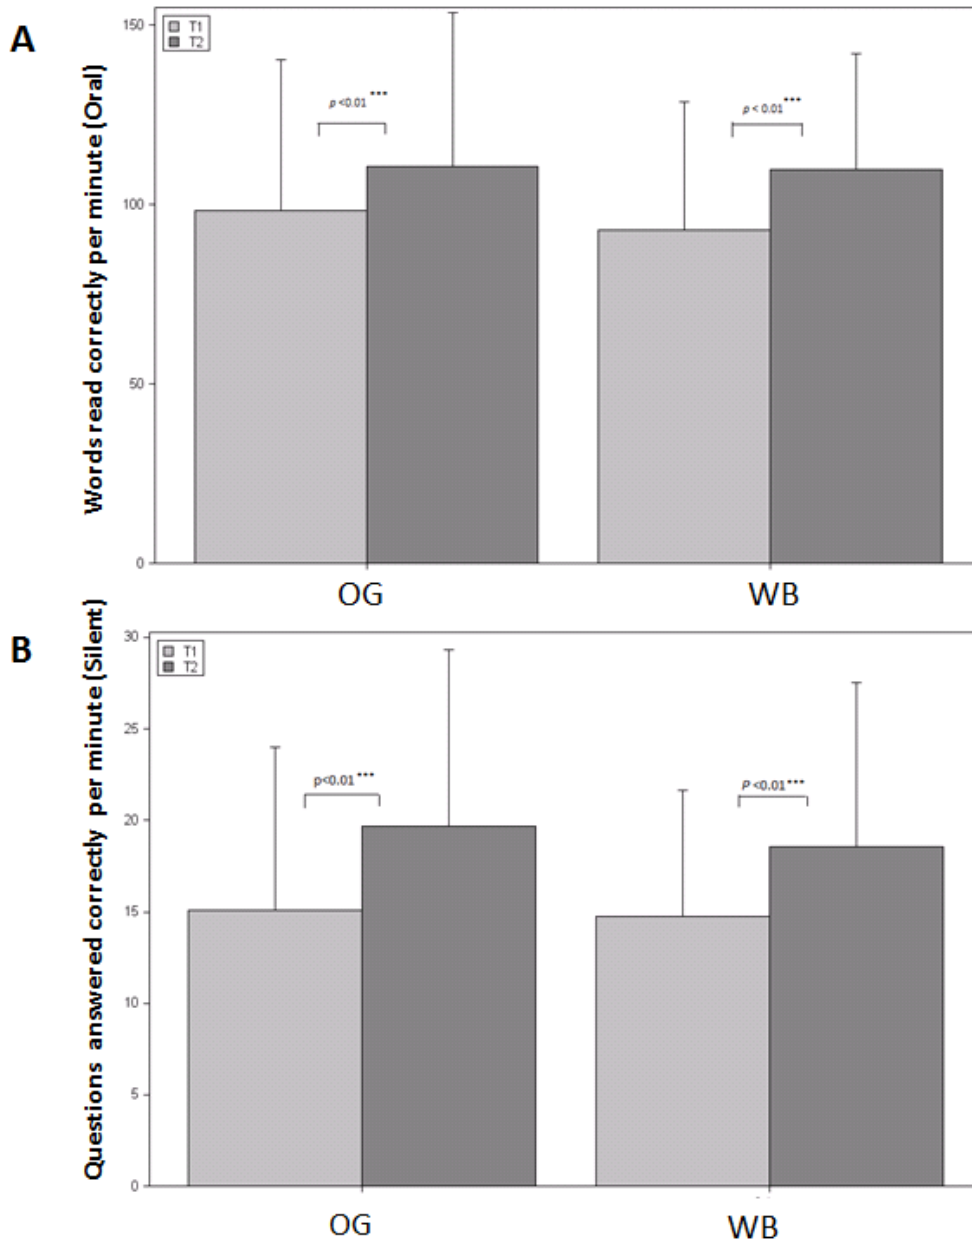 A
Words read correctly per minute (Oral)
150
100
50
0
T1
T2
p <0.01 ***
p < 0.01 ***
OG
WB
B
Questions answered correctly per minute (Silent)
30
25
20
15
10
5
0
T1
T2
p<0.01 ***
P <0.01 ***
OG
WB